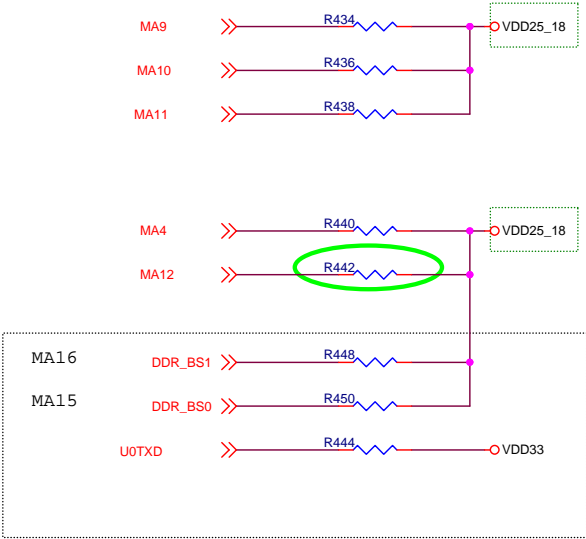 MA9 R434 VDD25_18
MA10 R436
MA11 R438
MA4 R440 VDD25_18
MA12 R442
MA16 DDR_BS1 R448
MA15 DDR_BS0 R450
U0TXD R444 VDD33